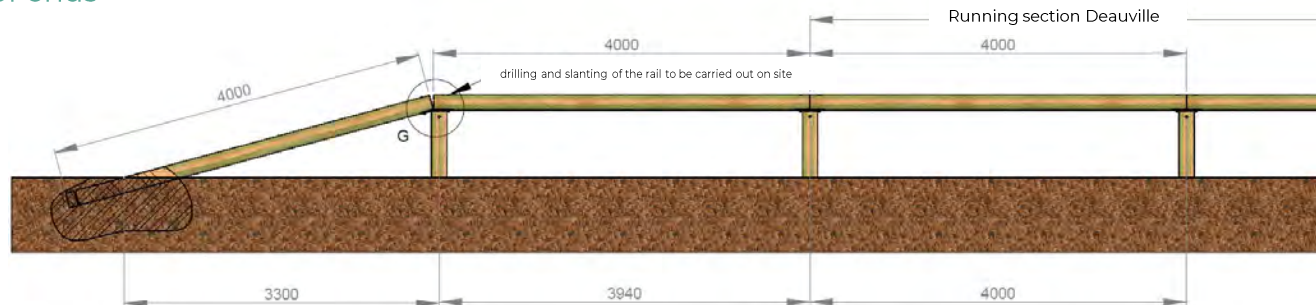 Running section Deauville
4000
4000
drilling and slanting of the rail to be carried out on site
4000
G
3300
3940
4000